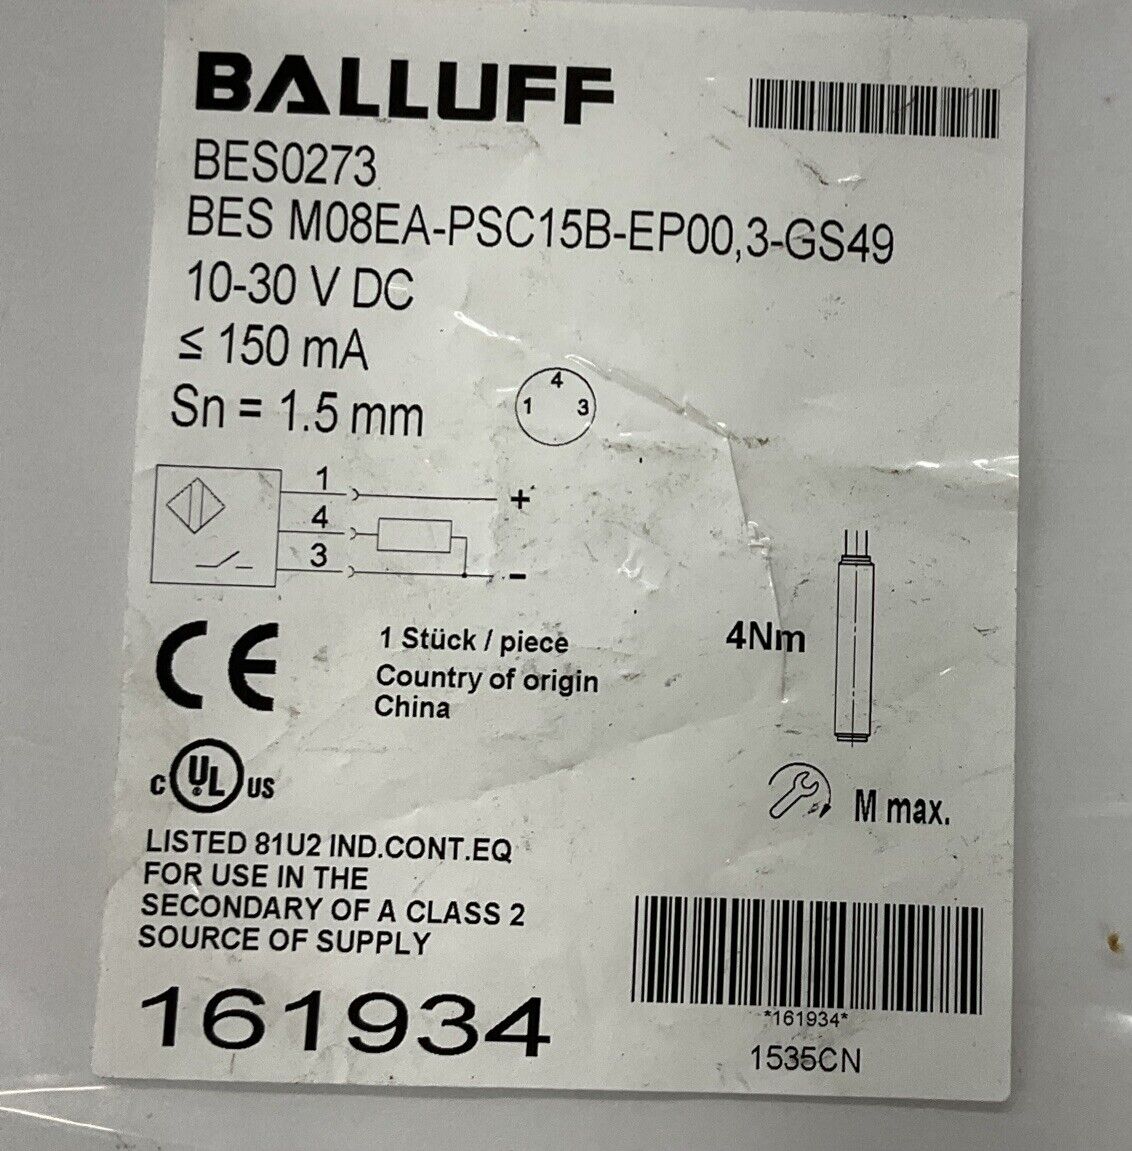 BALLUFF
BES0273
BES M08EA-PSC15B-EP00,3-GS49
10-30 V DC
≤ 150 mA
Sn = 1.5 mm
4
1 3
1 +
4
3 -
CE
1 Stück / piece
Country of origin
China
4Nm
C UL US
M max.
LISTED 81U2 IND.CONT.EQ
FOR USE IN THE
SECONDARY OF A CLASS 2
SOURCE OF SUPPLY
161934
*161934*
1535CN